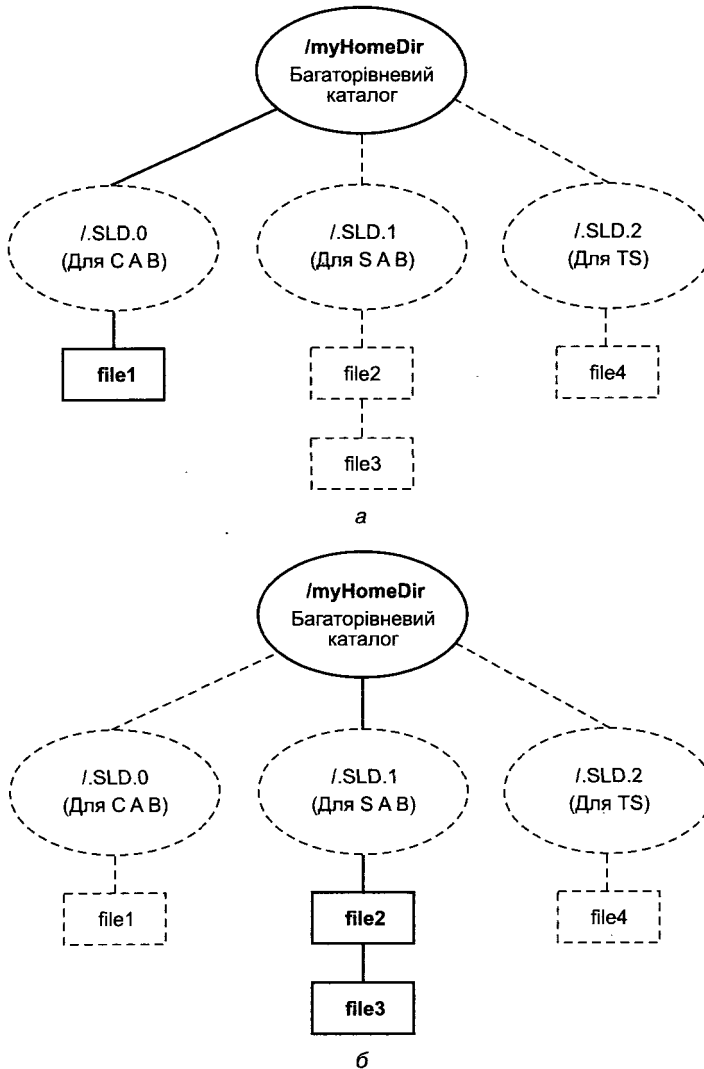 /myHomeDir
Багаторівневий
каталог
/.SLD.0
(Для C A B)
/.SLD.1
(Для S A B)
/.SLD.2
(Для TS)
file1
file2
file4
file3
а
/myHomeDir
Багаторівневий
каталог
/.SLD.0
(Для C A B)
/.SLD.1
(Для S A B)
/.SLD.2
(Для TS)
file1
file2
file4
file3
б